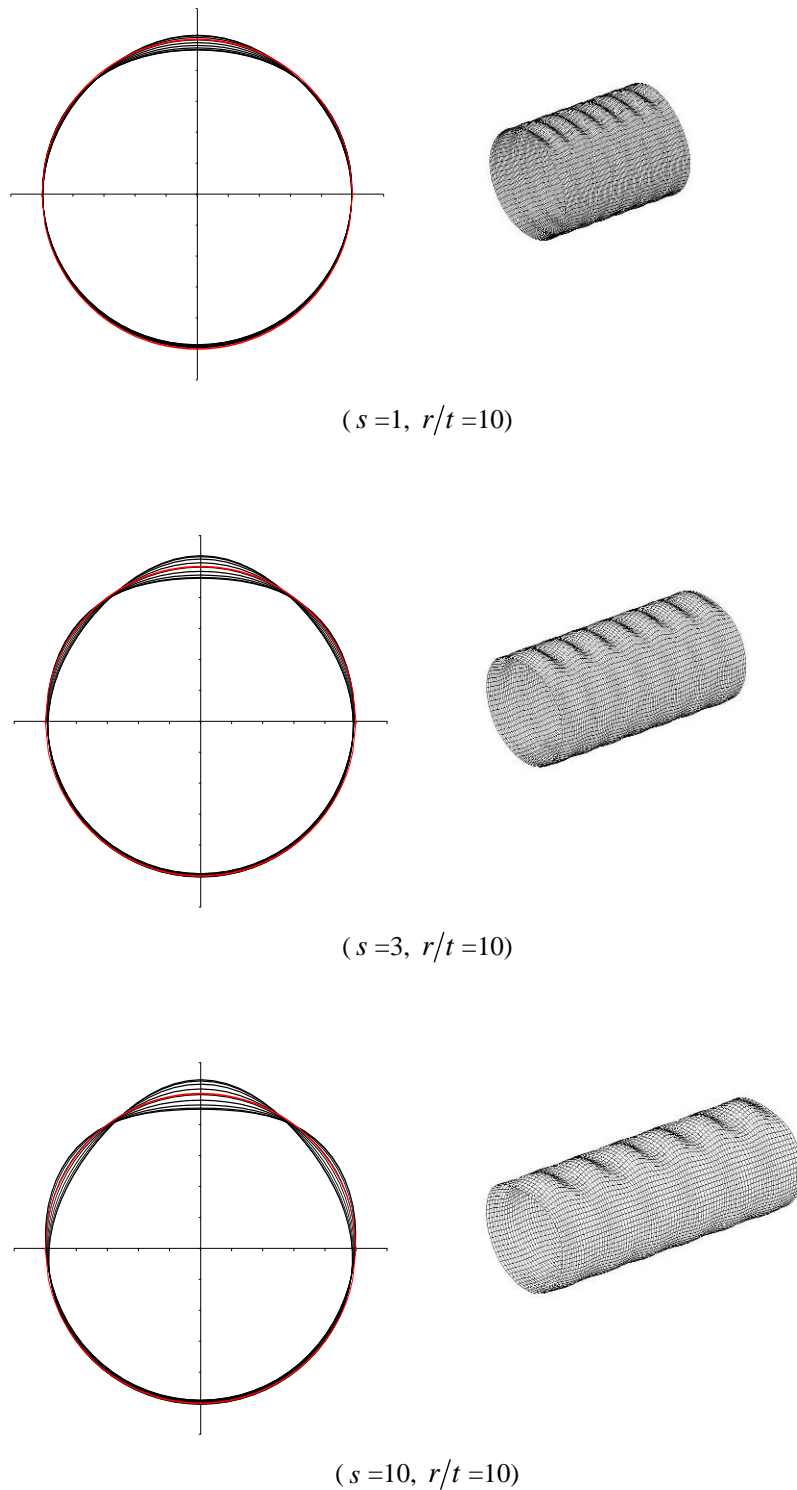 ( s =1, r/t =10)
( s =3, r/t =10)
( s =10, r/t =10)